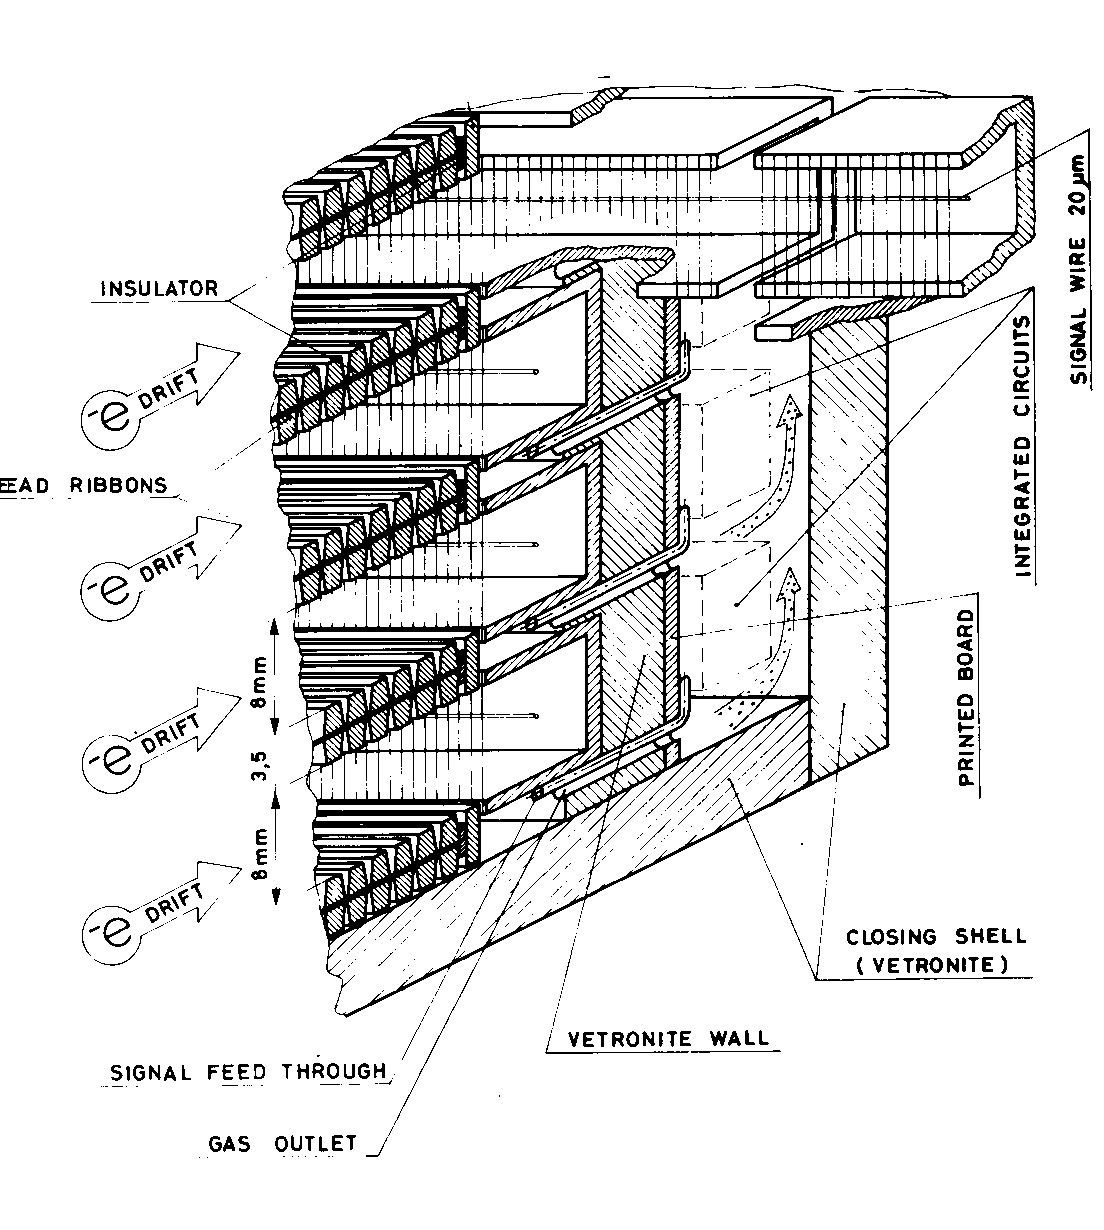 INSULATOR
-e DRIFT
EAD RIBBONS
-e DRIFT
8mm
3,5
-e DRIFT
8mm
-e DRIFT
SIGNAL WIRE 20 µm
INTEGRATED CIRCUITS
PRINTED BOARD
CLOSING SHELL
(VETRONITE)
VETRONITE WALL
SIGNAL FEED THROUGH
GAS OUTLET